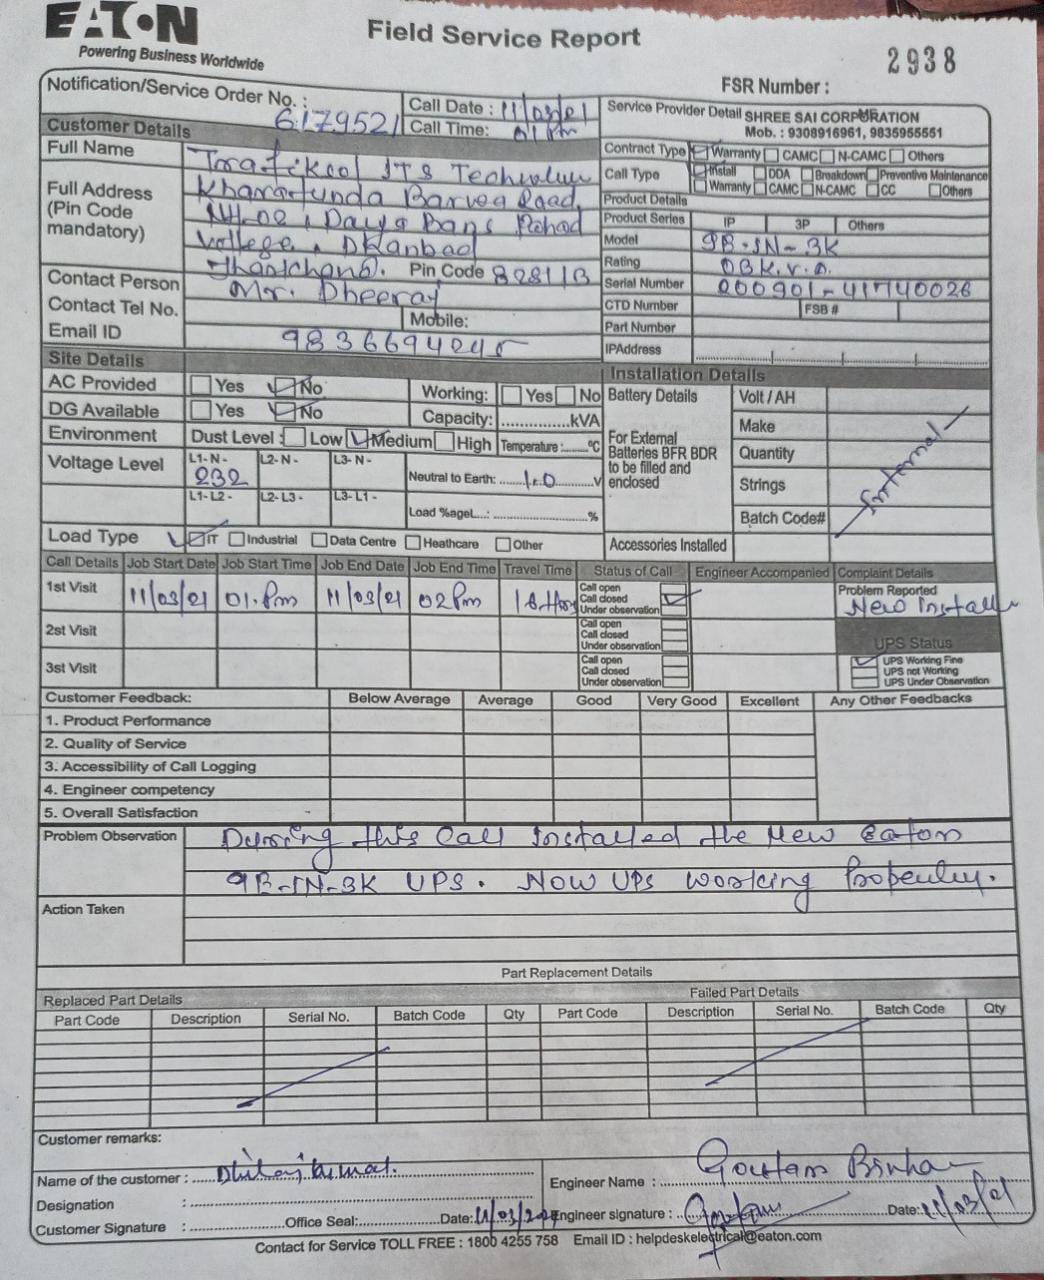 EATON
Powering Business Worldwide
Field Service Report
2938
FSR Number :
Notification/Service Order No. : 6179521
Call Date : 11/03/21
Call Time: 01 Pm
Service Provider Detail SHREE SAI CORPORATION
Mob. : 9308916961, 9835955551
Customer Details
Full Name
Full Address
(Pin Code
mandatory)
Trafiksol ITS Techno
Kharafunda Barwa Road,
NH-02, Daya Bans Pahad
Vollege, Dhanbad
Jharkhand. Pin Code 828113
Contact Person Mr. Dheeraj
Contact Tel No. Mobile:
Email ID 983669424
Contract Type Warranty CAMC N-CAMC Others
Call Type Install DOA Breakdown Preventive Maintenance
Warranty CAMC N-CAMC CC Others
Product Details
Product Series IP 3P Others
Model 9B-IN-3K
Rating 03K.V.A.
Serial Number 000901-41740026
CTO Number FSB #
Part Number
IPAddress
Site Details
AC Provided Yes No Working: Yes No
DG Available Yes No Capacity: kVA
Environment Dust Level : Low Medium High Temperature: °C
Voltage Level L1-N- 232 L2-N- L3-N- Neutral to Earth: 1.0 V
L1-L2- L2-L3- L3-L1- Load %age %
Load Type IT Industrial Data Centre Heathcare Other
Installation Details
Battery Details
For External
Batteries BFR BDR
to be filled and
enclosed
Volt / AH
Make
Quantity
Strings
Batch Code#
Internal
Accessories Installed
Call Details Job Start Date Job Start Time Job End Date Job End Time Travel Time Status of Call Engineer Accompanied Complaint Details
1st Visit 11/03/21 01.Pm 11/03/21 02Pm
Call open
Call closed
Under observation
Problem Reported
New Install
2st Visit
Call open
Call closed
Under observation
UPS Status
3st Visit
Call open
Call closed
Under observation
UPS Working Fine
UPS not Working
UPS Under Observation
Customer Feedback: Below Average Average Good Very Good Excellent Any Other Feedbacks
1. Product Performance
2. Quality of Service
3. Accessibility of Call Logging
4. Engineer competency
5. Overall Satisfaction
Problem Observation During this Call Installed the New Eaton
9B-IN-3K UPS. Now UPS working Propeuley.
Action Taken
Part Replacement Details
Replaced Part Details Failed Part Details
Part Code Description Serial No. Batch Code Qty Part Code Description Serial No. Batch Code Qty
Customer remarks:
Name of the customer : Dhiraj kumar.
Engineer Name : Goutam
Designation :
Customer Signature : Office Seal: Date: 11/03/2021
Engineer signature : Goutam Date: 11/03/21
Contact for Service TOLL FREE : 1800 4255 758 Email ID : helpdeskelectrical@eaton.com